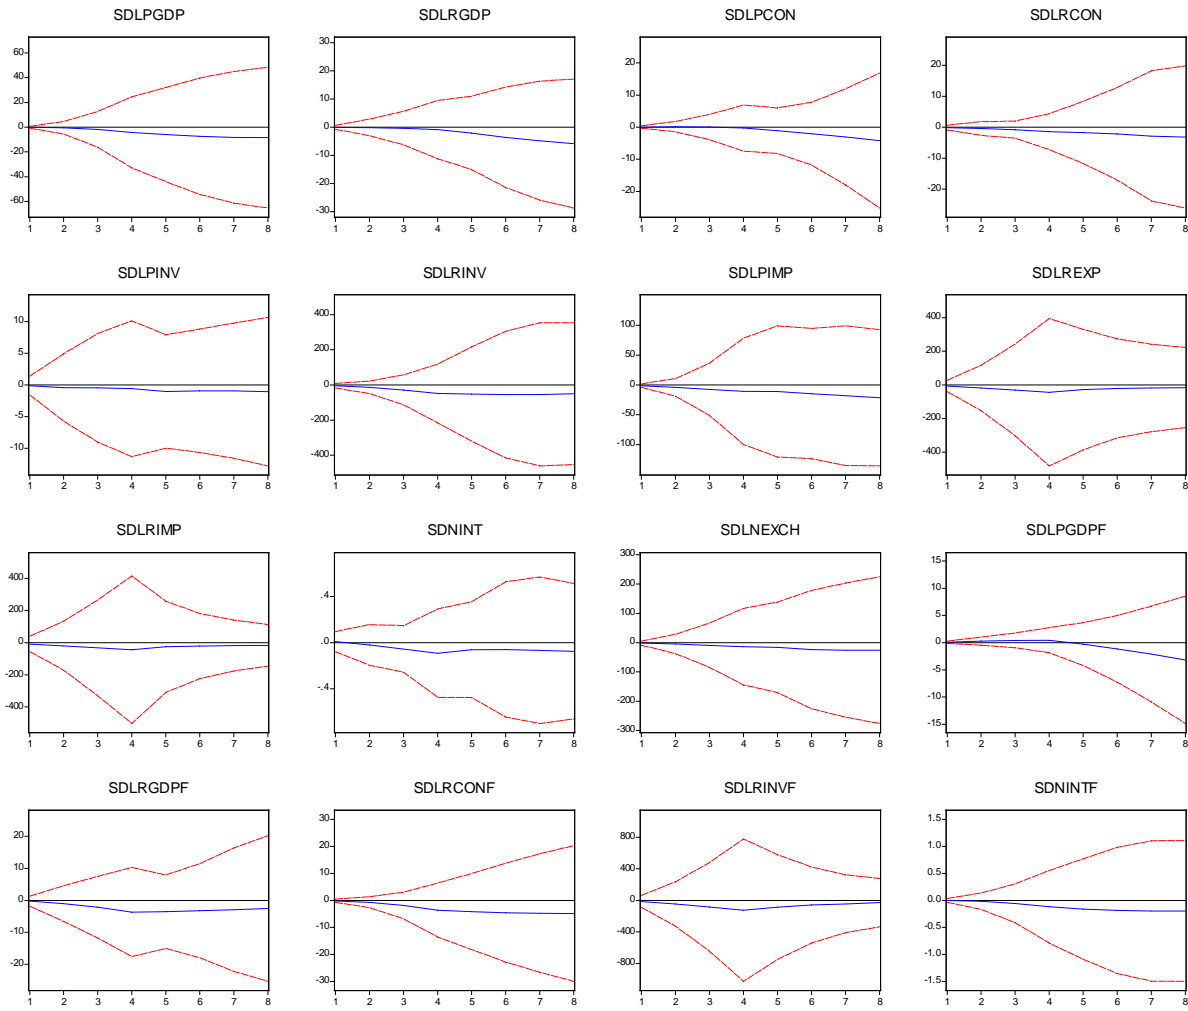 SDLPGDP SDLRGDP SDLPCON SDLRCON
60 40 20 0 -20 -40 -60
1 2 3 4 5 6 7 8
30 20 10 0 -10 -20 -30
1 2 3 4 5 6 7 8
20 10 0 -10 -20
1 2 3 4 5 6 7 8
20 10 0 -10 -20
1 2 3 4 5 6 7 8
SDLPINV SDLRINV SDLPIMP SDLREXP
10 5 0 -5 -10
1 2 3 4 5 6 7 8
400 200 0 -200 -400
1 2 3 4 5 6 7 8
100 50 0 -50 -100
1 2 3 4 5 6 7 8
400 200 0 -200 -400
1 2 3 4 5 6 7 8
SDLRIMP SDNINT SDLNEXCH SDLPGDPF
400 200 0 -200 -400
1 2 3 4 5 6 7 8
.4 .0 -.4
1 2 3 4 5 6 7 8
300 200 100 0 -100 -200 -300
1 2 3 4 5 6 7 8
15 10 5 0 -5 -10 -15
1 2 3 4 5 6 7 8
SDLRGDPF SDLRCONF SDLRINVF SDNINTF
20 10 0 -10 -20
1 2 3 4 5 6 7 8
30 20 10 0 -10 -20 -30
1 2 3 4 5 6 7 8
800 400 0 -400 -800
1 2 3 4 5 6 7 8
1.5 1.0 0.5 0.0 -0.5 -1.0 -1.5
1 2 3 4 5 6 7 8